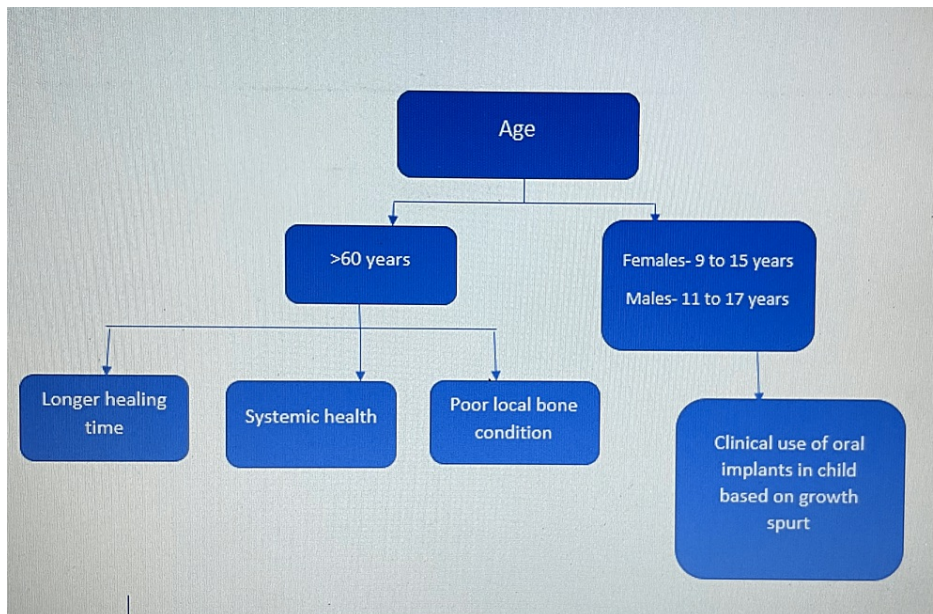 Age
>60 years
Females- 9 to 15 years
Males- 11 to 17 years
Longer healing
time
Systemic health
Poor local bone
condition
Clinical use of oral
implants in child
based on growth
spurt